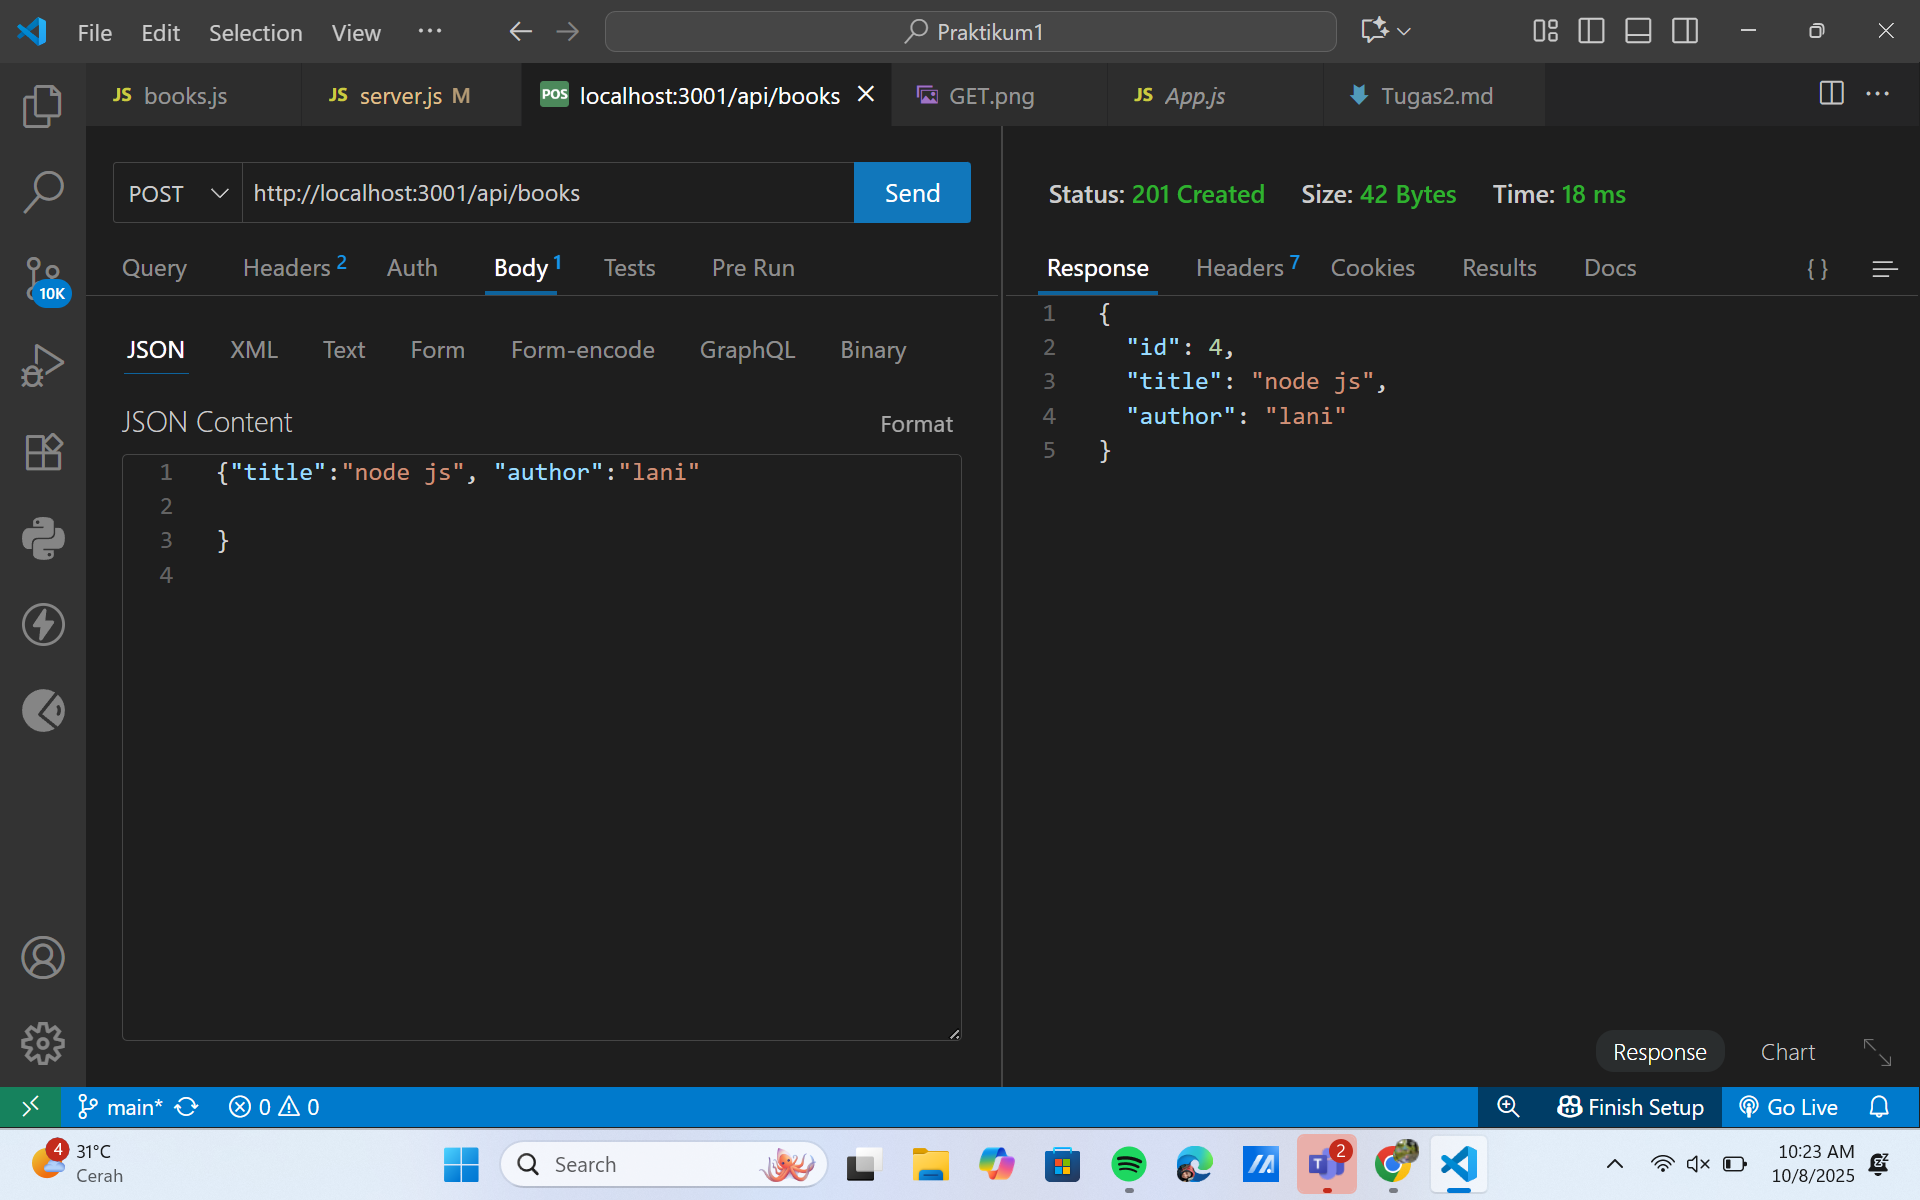 File Edit Selection View ··· Praktikum1
JS books.js JS server.js M POS localhost:3001/api/books GET.png JS App.js Tugas2.md
POST http://localhost:3001/api/books Send
Status: 201 Created Size: 42 Bytes Time: 18 ms
Query Headers 2 Auth Body 1 Tests Pre Run
Response Headers 7 Cookies Results Docs { }
JSON XML Text Form Form-encode GraphQL Binary
JSON Content Format
1 {"title":"node js", "author":"lani"
2
3 }
4
1 {
2 "id": 4,
3 "title": "node js",
4 "author": "lani"
5 }
10K
Response Chart
main* 0 0 Finish Setup Go Live
4 31°C
Cerah
Search
2
10:23 AM
10/8/2025